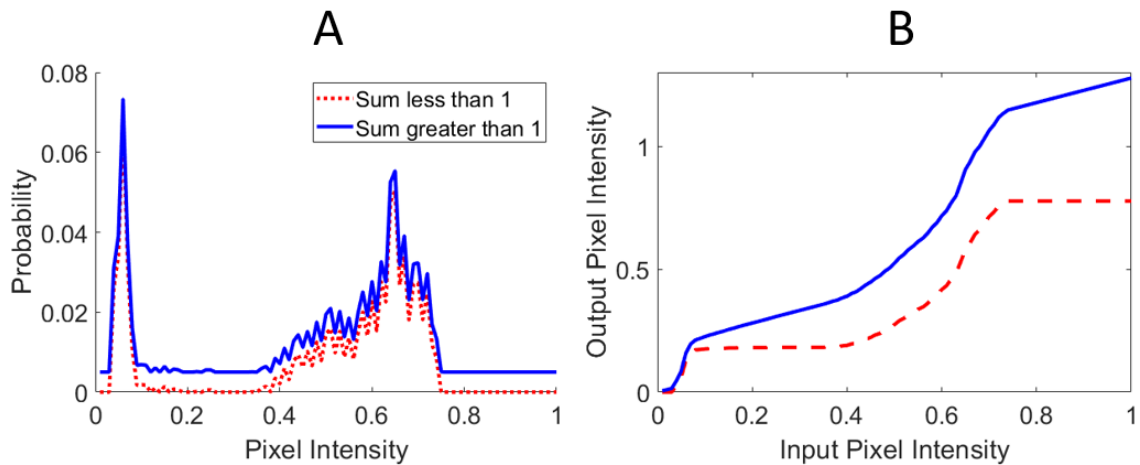 A
B
0.08
0.06
0.04
0.02
0
Probability
Sum less than 1
Sum greater than 1
0
0.2
0.4
0.6
0.8
1
Pixel Intensity
1
0.5
0
Output Pixel Intensity
0
0.2
0.4
0.6
0.8
1
Input Pixel Intensity